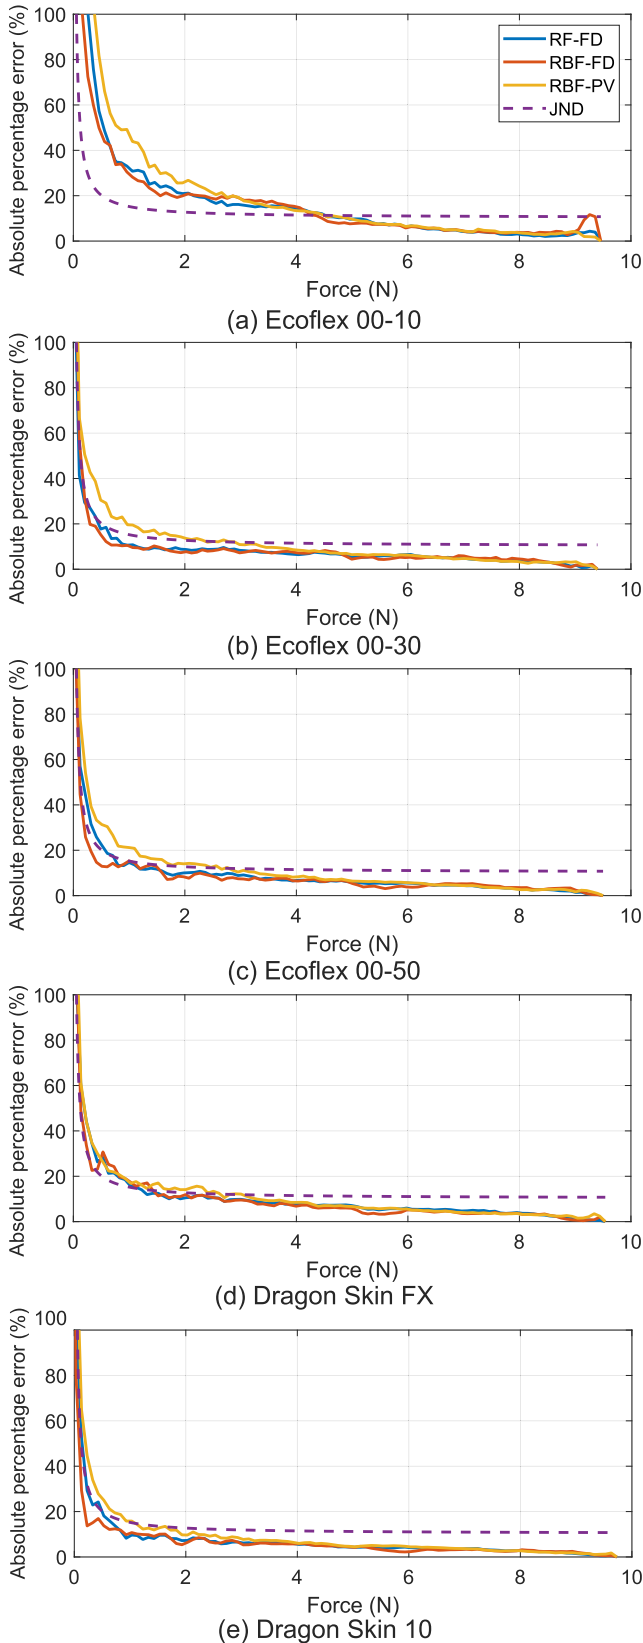 Absolute percentage error (%)
100
80
60
40
20
0
RF-FD
RBF-FD
RBF-PV
JND
0 2 4 6 8 10
Force (N)
(a) Ecoflex 00-10
Absolute percentage error (%)
100
80
60
40
20
0
0 2 4 6 8 10
Force (N)
(b) Ecoflex 00-30
Absolute percentage error (%)
100
80
60
40
20
0
0 2 4 6 8 10
Force (N)
(c) Ecoflex 00-50
Absolute percentage error (%)
100
80
60
40
20
0
0 2 4 6 8 10
Force (N)
(d) Dragon Skin FX
Absolute percentage error (%)
100
80
60
40
20
0
0 2 4 6 8 10
Force (N)
(e) Dragon Skin 10